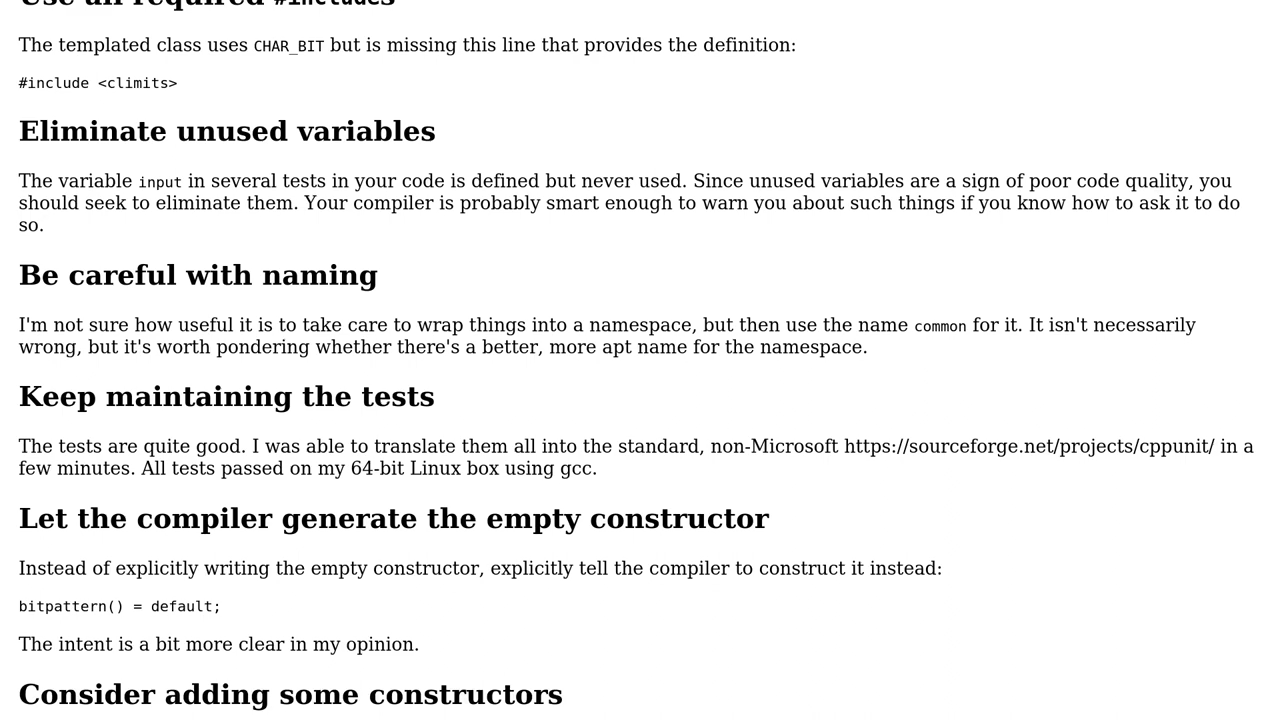 Use all required #includes
The templated class uses CHAR_BIT but is missing this line that provides the definition:
#include <climits>
Eliminate unused variables
The variable input in several tests in your code is defined but never used. Since unused variables are a sign of poor code quality, you
should seek to eliminate them. Your compiler is probably smart enough to warn you about such things if you know how to ask it to do
so.
Be careful with naming
I'm not sure how useful it is to take care to wrap things into a namespace, but then use the name common for it. It isn't necessarily
wrong, but it's worth pondering whether there's a better, more apt name for the namespace.
Keep maintaining the tests
The tests are quite good. I was able to translate them all into the standard, non-Microsoft https://sourceforge.net/projects/cppunit/ in a
few minutes. All tests passed on my 64-bit Linux box using gcc.
Let the compiler generate the empty constructor
Instead of explicitly writing the empty constructor, explicitly tell the compiler to construct it instead:
bitpattern() = default;
The intent is a bit more clear in my opinion.
Consider adding some constructors